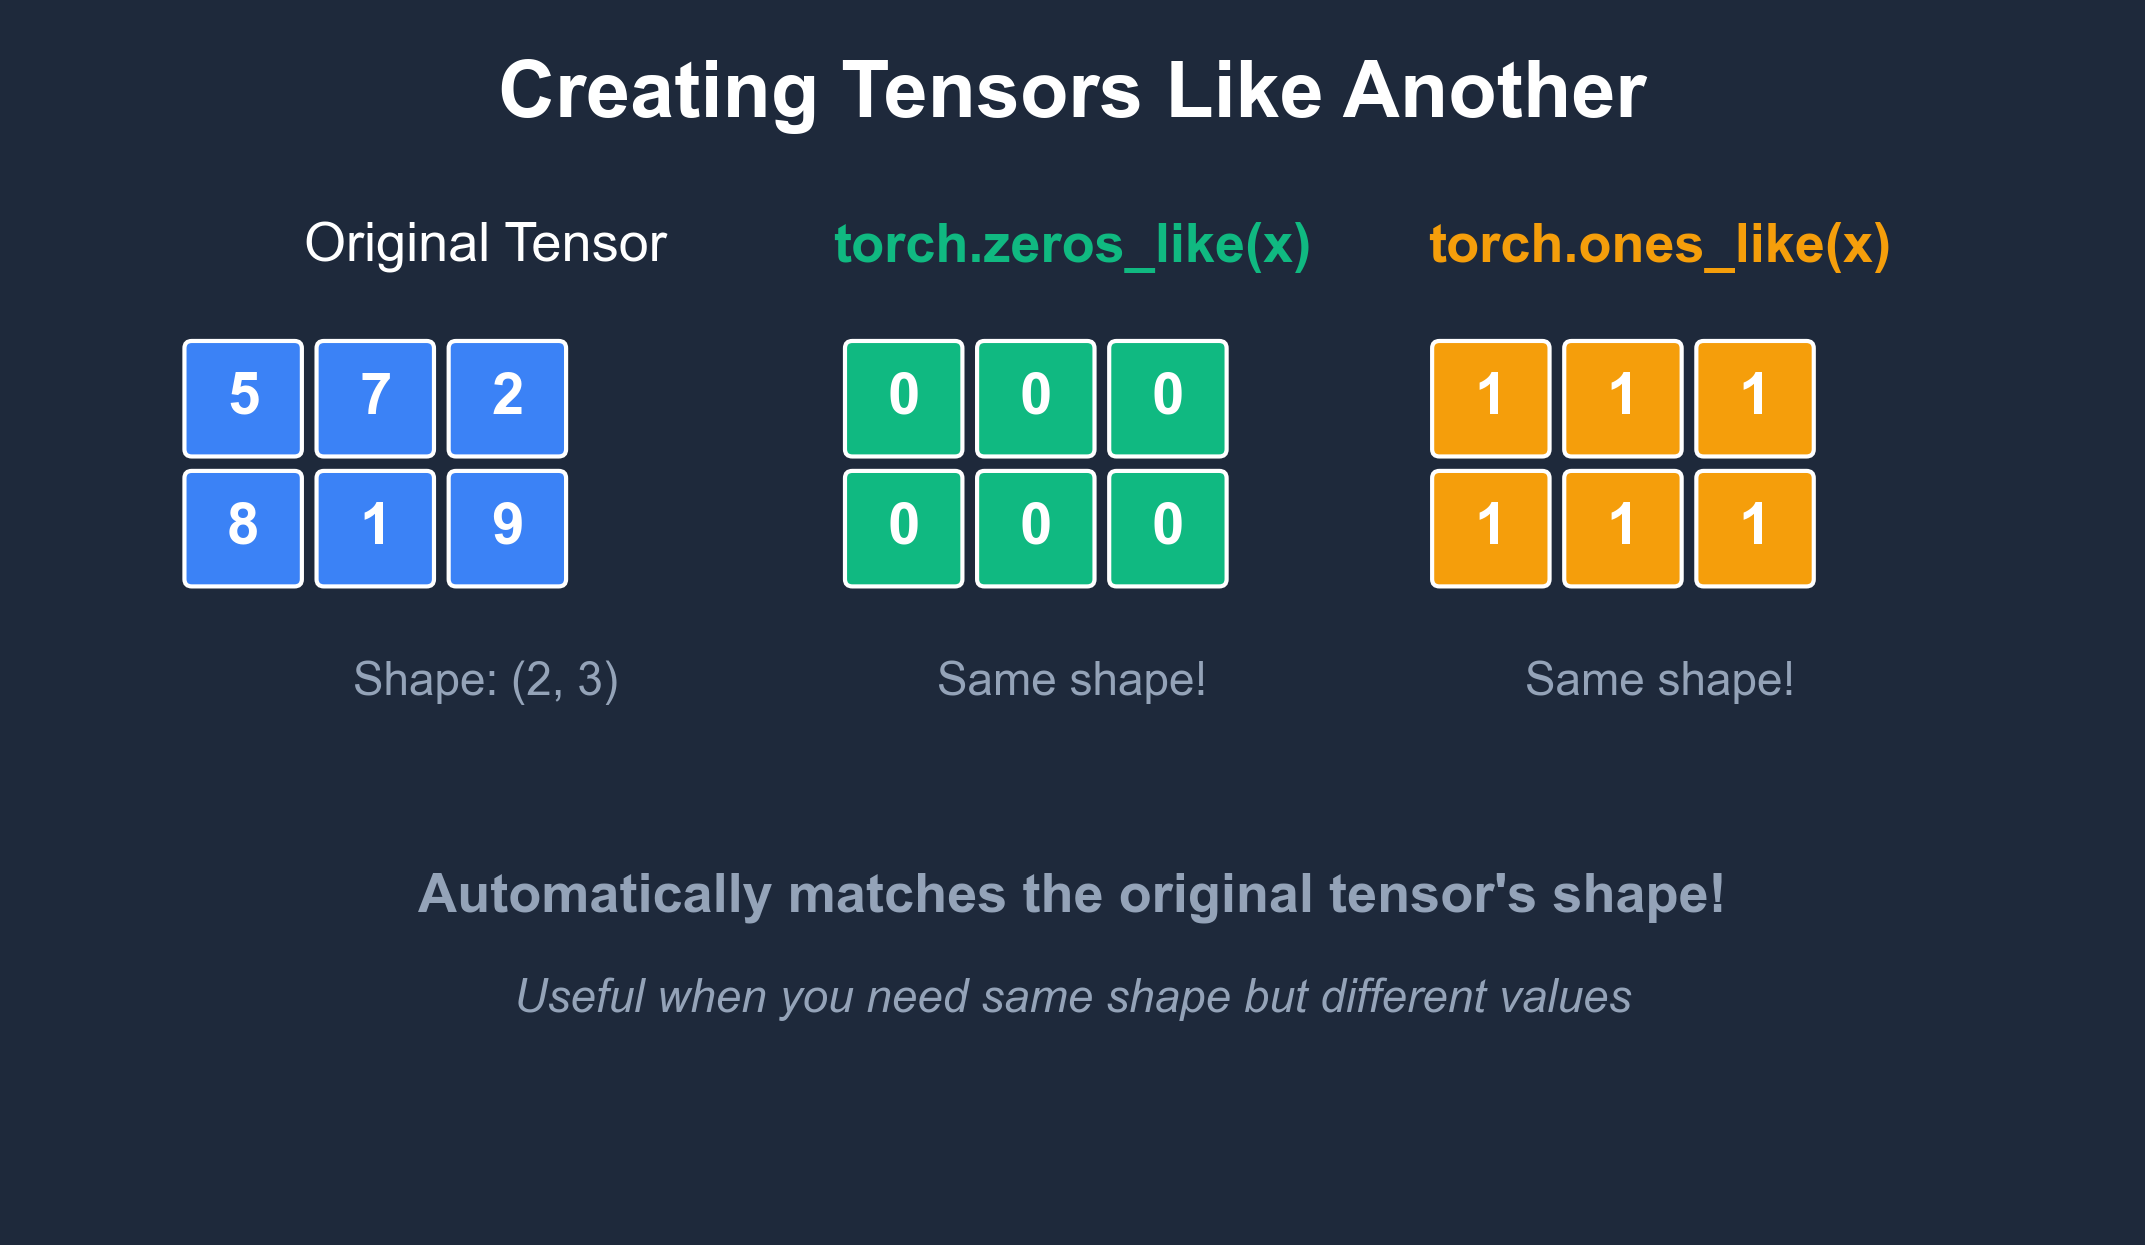 Creating Tensors Like Another
Original Tensor
torch.zeros_like(x)
torch.ones_like(x)
5 7 2
8 1 9
0 0 0
0 0 0
1 1 1
1 1 1
Shape: (2, 3)
Same shape!
Same shape!
Automatically matches the original tensor's shape!
Useful when you need same shape but different values